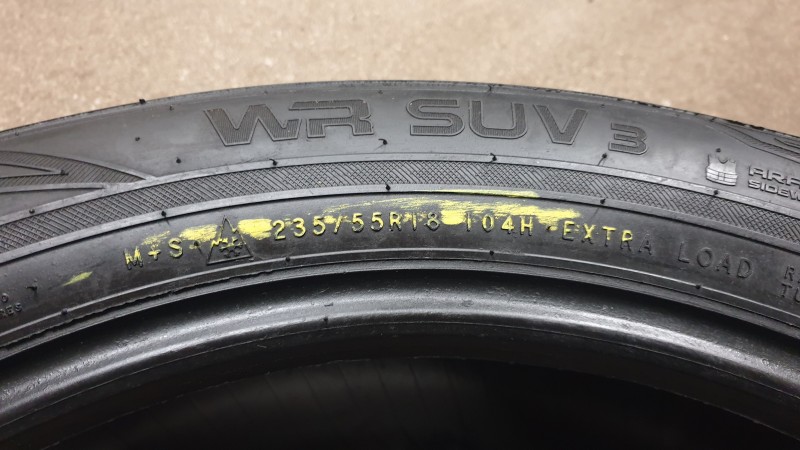 WR SUV 3
M+S 235/55R18 104H EXTRA LOAD